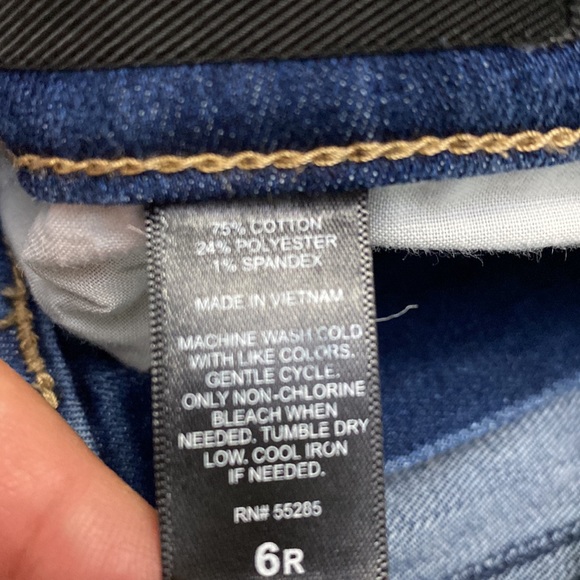 75% COTTON
24% POLYESTER
1% SPANDEX
MADE IN VIETNAM
MACHINE WASH COLD
WITH LIKE COLORS.
GENTLE CYCLE.
ONLY NON-CHLORINE
BLEACH WHEN
NEEDED. TUMBLE DRY
LOW. COOL IRON
IF NEEDED.
RN# 55285
6R